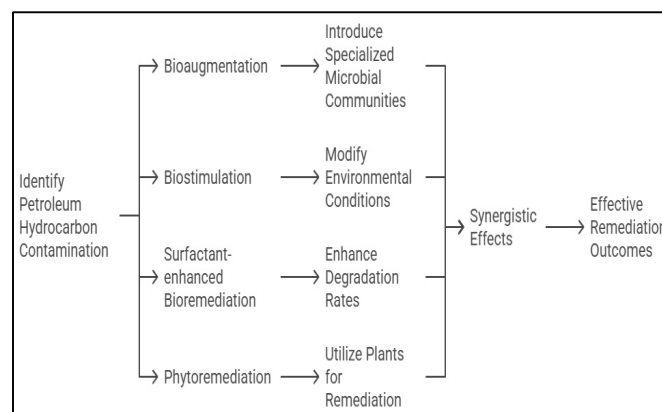 Identify
Petroleum
Hydrocarbon
Contamination
Bioaugmentation
Introduce
Specialized
Microbial
Communities
Biostimulation
Modify
Environmental
Conditions
Surfactant-
enhanced
Bioremediation
Enhance
Degradation
Rates
Phytoremediation
Utilize Plants
for
Remediation
Synergistic
Effects
Effective
Remediation
Outcomes